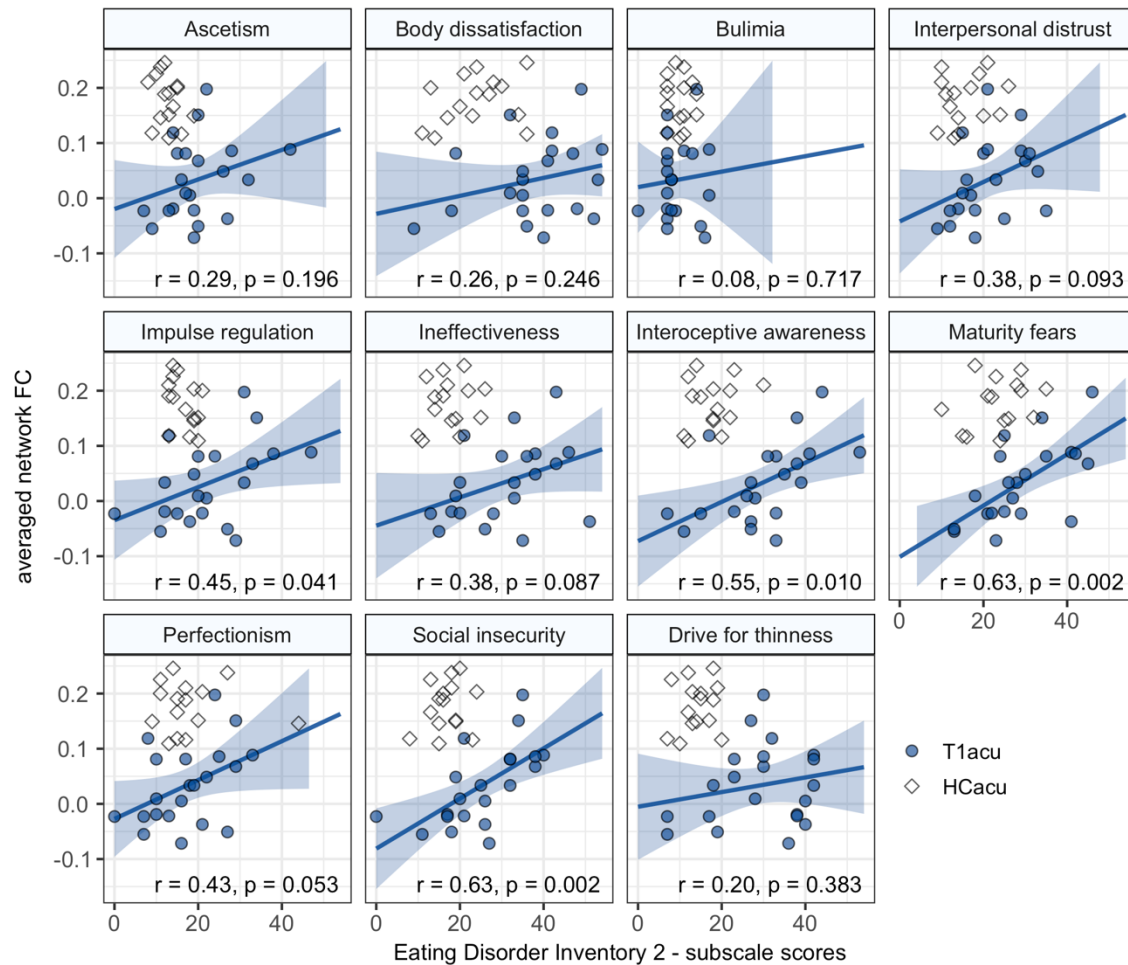 Ascetism
Body dissatisfaction
Bulimia
Interpersonal distrust
0.2
0.1
0.0
-0.1
r = 0.29, p = 0.196
r = 0.26, p = 0.246
r = 0.08, p = 0.717
r = 0.38, p = 0.093
Impulse regulation
Ineffectiveness
Interoceptive awareness
Maturity fears
averaged network FC
0.2
0.1
0.0
-0.1
r = 0.45, p = 0.041
r = 0.38, p = 0.087
r = 0.55, p = 0.010
r = 0.63, p = 0.002
0 20 40
Perfectionism
Social insecurity
Drive for thinness
0.2
0.1
0.0
-0.1
r = 0.43, p = 0.053
r = 0.63, p = 0.002
r = 0.20, p = 0.383
T1acu
HCacu
0 20 40
0 20 40
0 20 40
Eating Disorder Inventory 2 - subscale scores